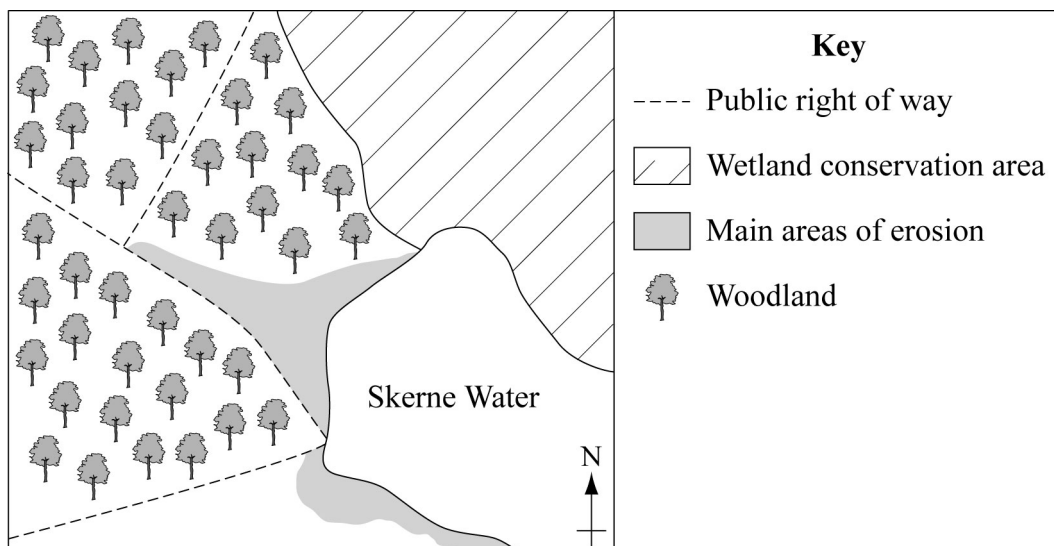 Key
Public right of way
Wetland conservation area
Main areas of erosion
Woodland
Skerne Water
N